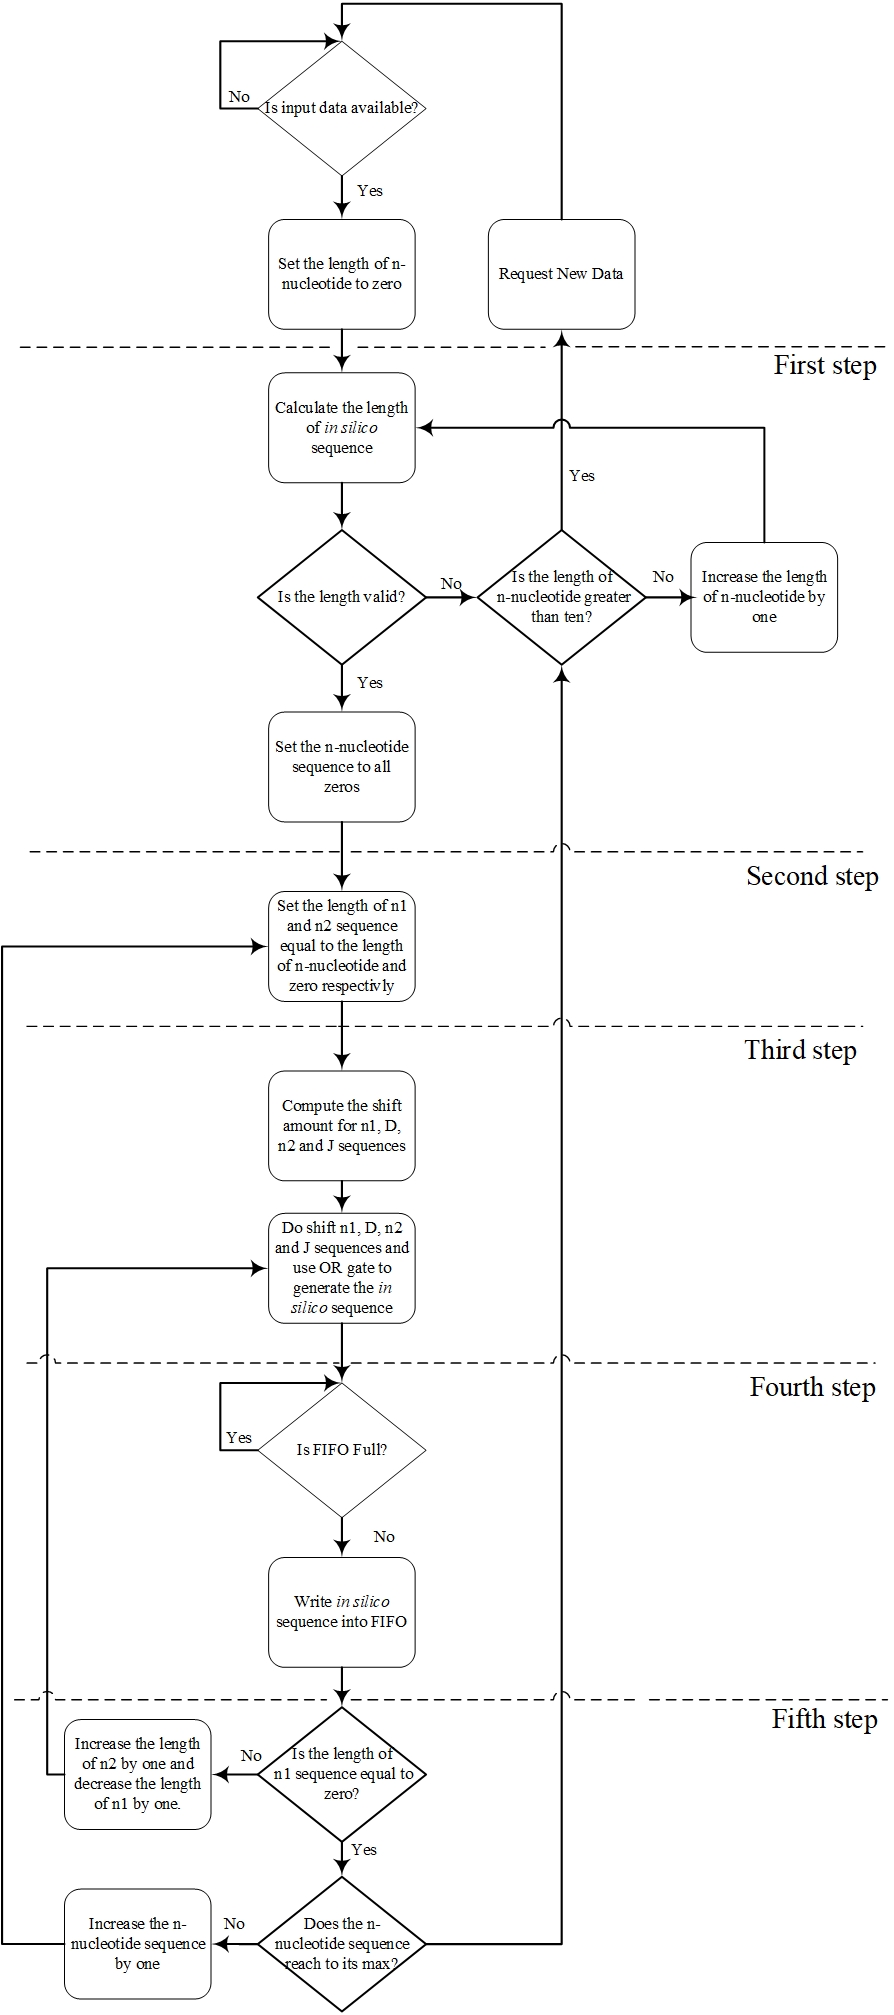 Is input data available?
No
Yes
Set the length of n-
nucleotide to zero
Request New Data
First step
Calculate the length
of in silico
sequence
Yes
Is the length valid?
No
Is the length of
n-nucleotide greater
than ten?
No
Increase the length
of n-nucleotide by
one
Yes
Set the n-nucleotide
sequence to all
zeros
Second step
Set the length of n1
and n2 sequence
equal to the length
of n-nucleotide and
zero respectivly
Third step
Compute the shift
amount for n1, D,
n2 and J sequences
Do shift n1, D, n2
and J sequences and
use OR gate to
generate the in
silico sequence
Fourth step
Yes
Is FIFO Full?
No
Write in silico
sequence into FIFO
Fifth step
Increase the length
of n2 by one and
decrease the length
of n1 by one.
No
Is the length of
n1 sequence equal to
zero?
Yes
Increase the n-
nucleotide sequence
by one
No
Does the n-
nucleotide sequence
reach to its max?